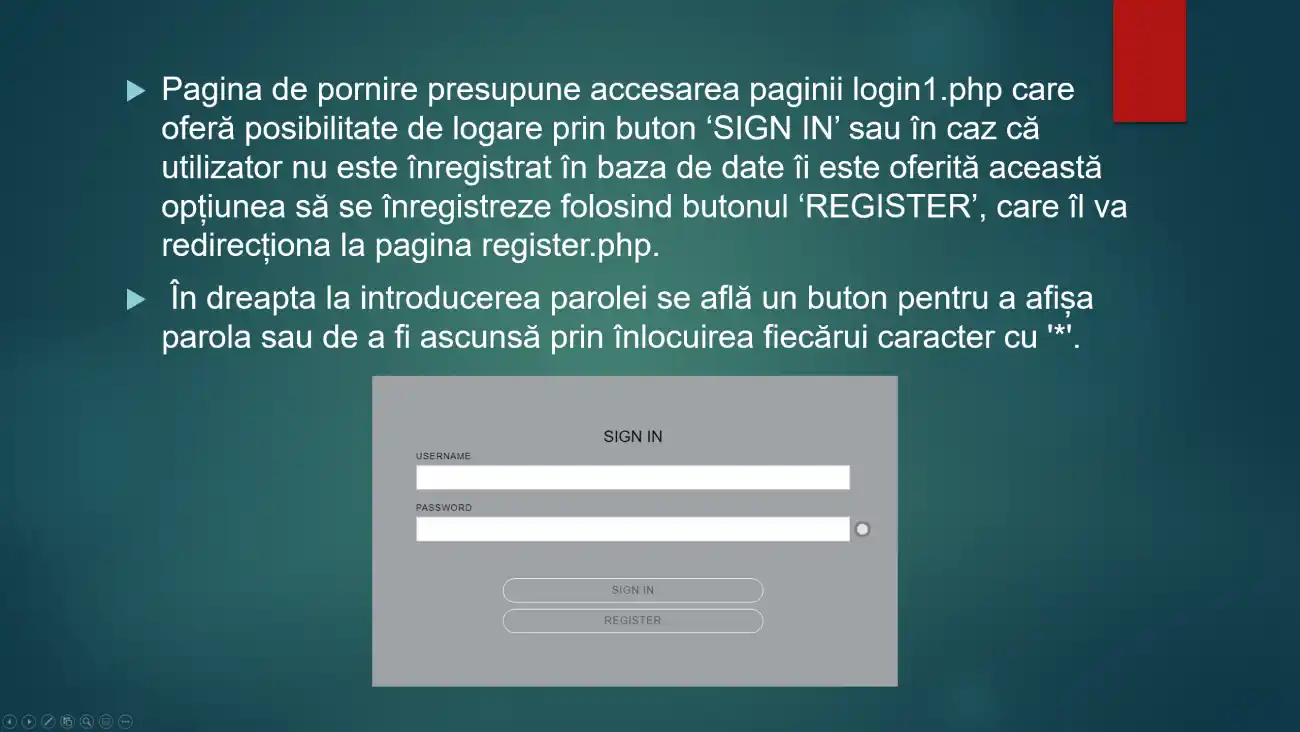 Pagina de pornire presupune accesarea paginii login1.php care
oferă posibilitate de logare prin buton ‘SIGN IN’ sau în caz că
utilizator nu este înregistrat în baza de date îi este oferită această
opțiunea să se înregistreze folosind butonul ‘REGISTER’, care îl va
redirecționa la pagina register.php.
În dreapta la introducerea parolei se află un buton pentru a afișa
parola sau de a fi ascunsă prin înlocuirea fiecărui caracter cu '*'.
SIGN IN
USERNAME
PASSWORD
SIGN IN
REGISTER